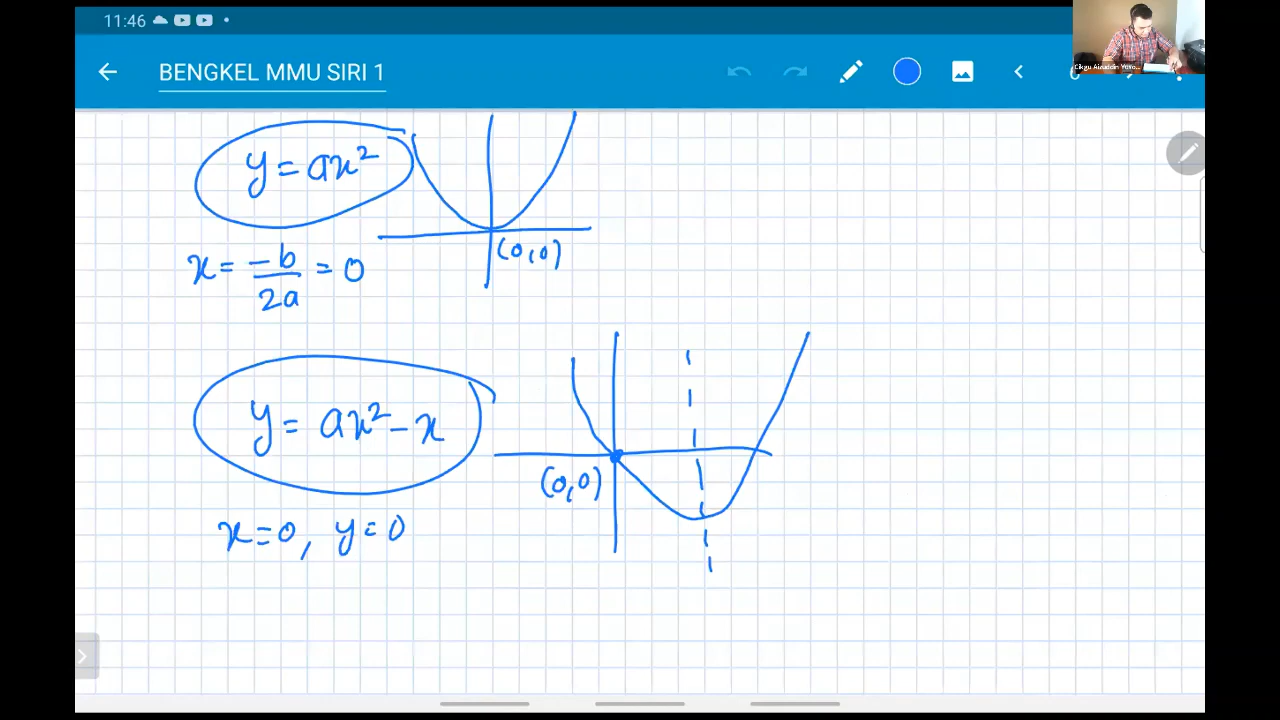 11:46
BENGKEL MMU SIRI 1
y = ax²
(0,0)
x = -b/2a = 0
y = ax² - x
(0,0)
x=0, y=0